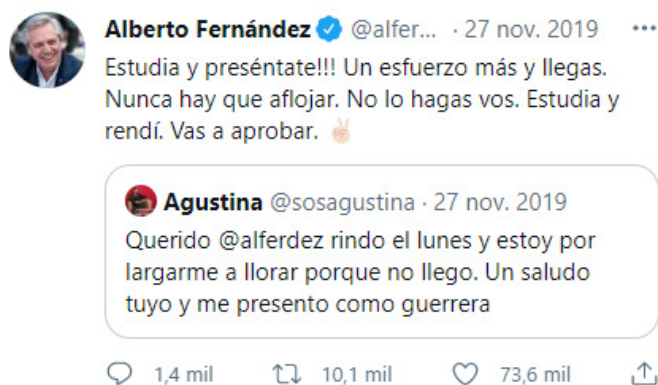 Alberto Fernández @alfer... · 27 nov. 2019
Estudia y preséntate!!! Un esfuerzo más y llegas.
Nunca hay que aflojar. No lo hagas vos. Estudia y
rendí. Vas a aprobar. ✌🏻
Agustina @sosagustina · 27 nov. 2019
Querido @alferdez rindo el lunes y estoy por
largarme a llorar porque no llego. Un saludo
tuyo y me presento como guerrera
1,4 mil 10,1 mil 73,6 mil